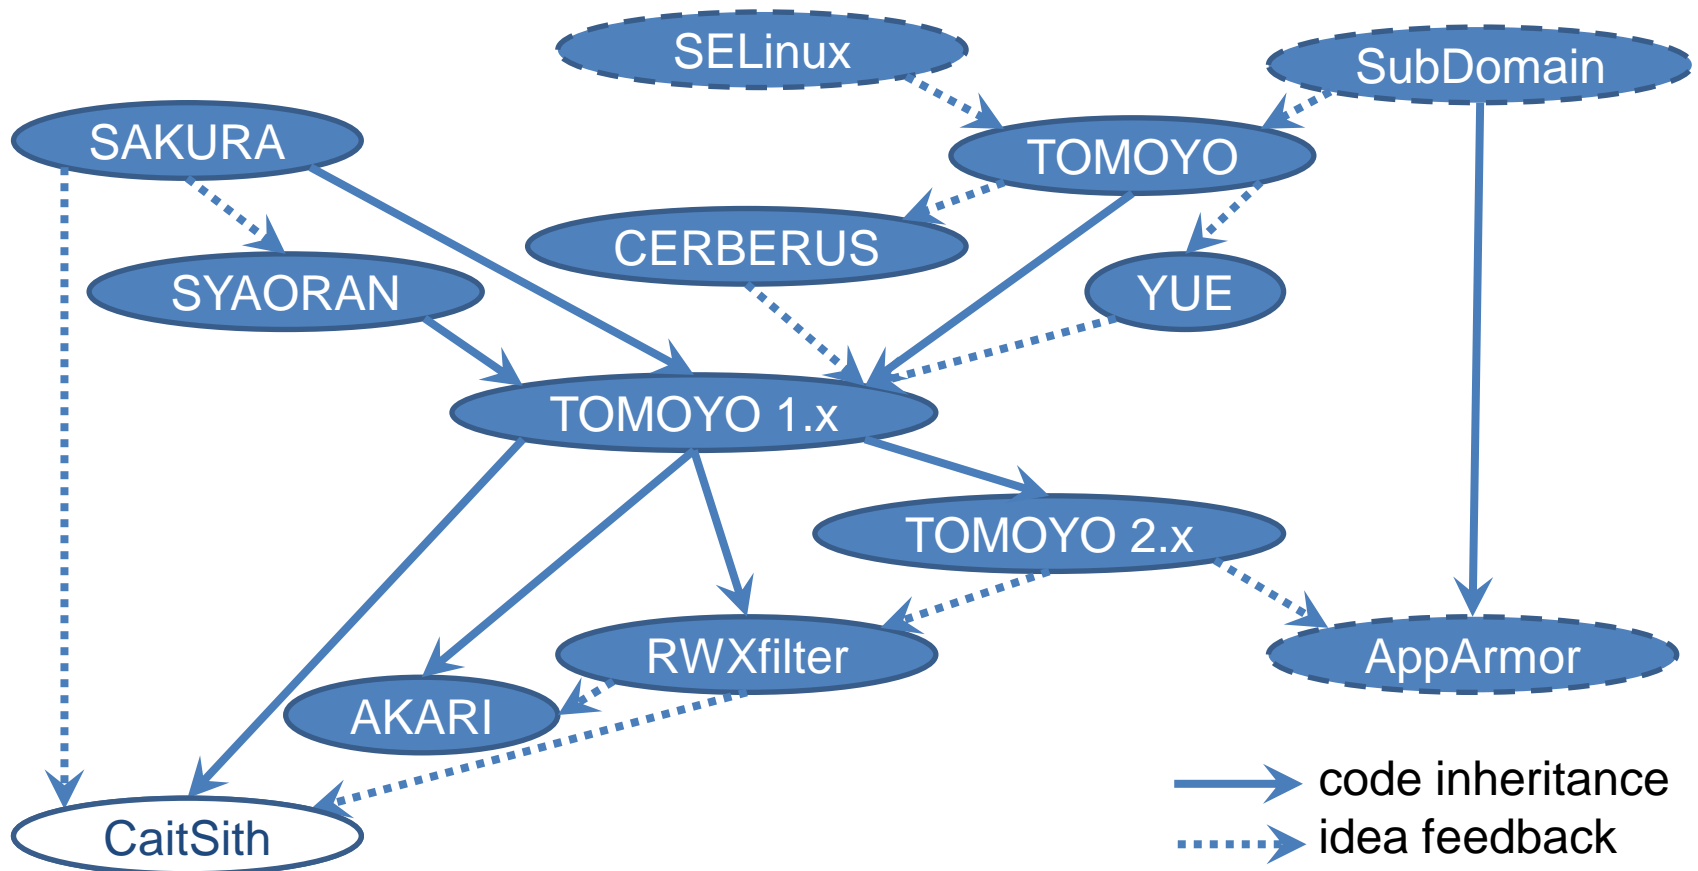 SELinux
SubDomain
SAKURA
TOMOYO
CERBERUS
SYAORAN
YUE
TOMOYO 1.x
TOMOYO 2.x
RWXfilter
AppArmor
AKARI
code inheritance
CaitSith
idea feedback